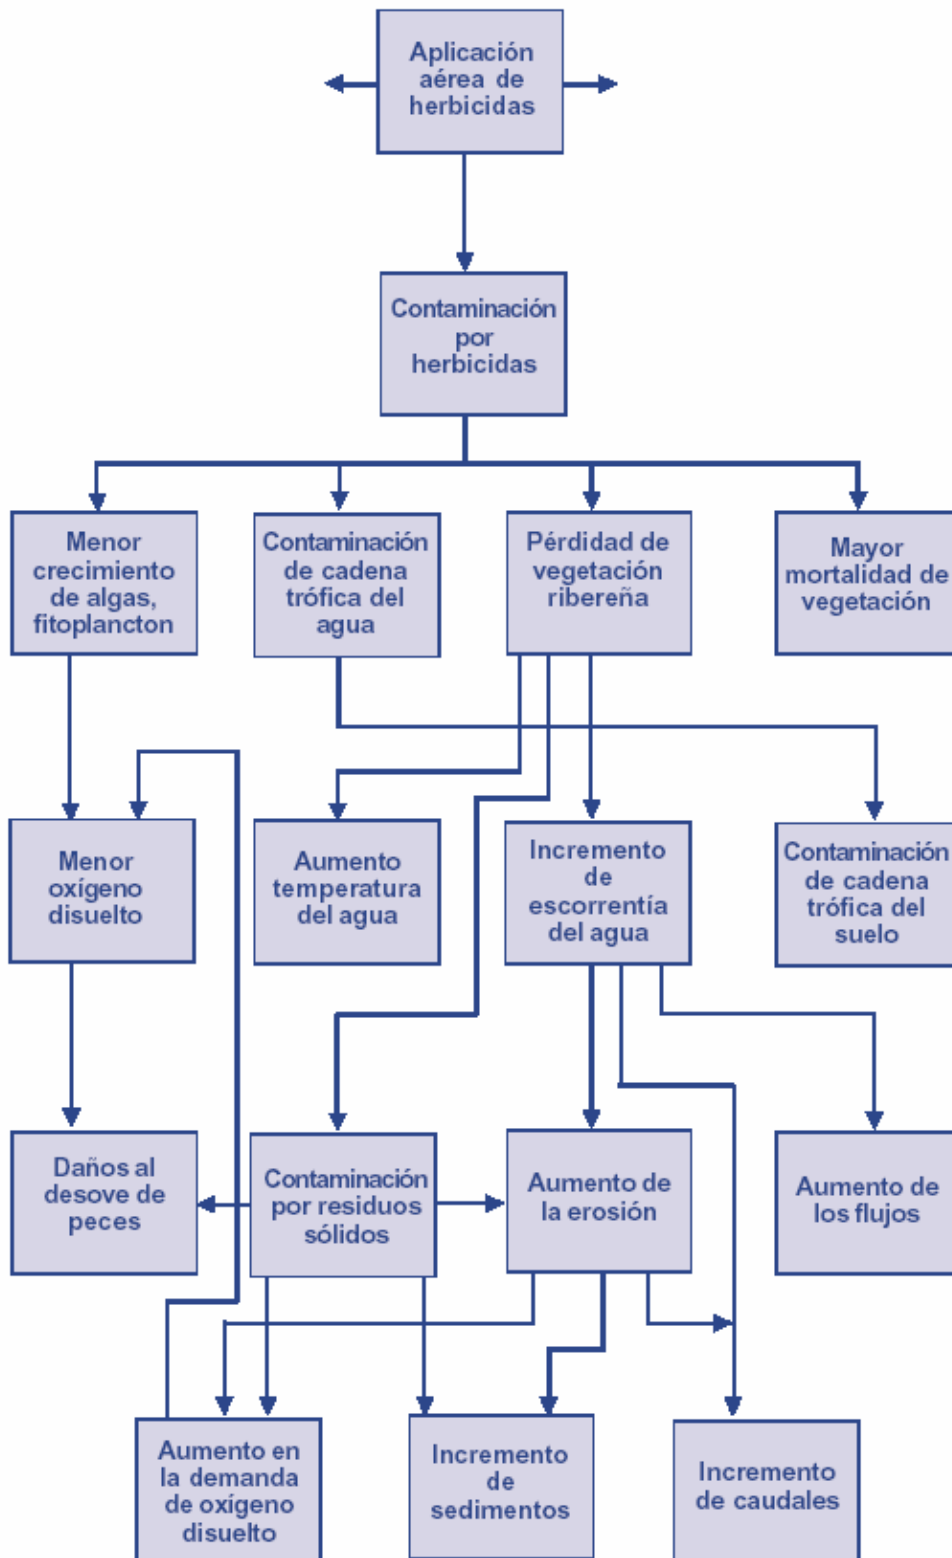 Aplicación
aérea de
herbicidas
Contaminación
por
herbicidas
Menor
crecimiento
de algas,
fitoplancton
Contaminación
de cadena
trófica del
agua
Pérdidad de
vegetación
ribereña
Mayor
mortalidad de
vegetación
Menor
oxígeno
disuelto
Aumento
temperatura
del agua
Incremento
de
escorrentía
del agua
Contaminación
de cadena
trófica del
suelo
Daños al
desove de
peces
Contaminación
por residuos
sólidos
Aumento de
la erosión
Aumento de
los flujos
Aumento en
la demanda
de oxígeno
disuelto
Incremento
de
sedimentos
Incremento
de caudales